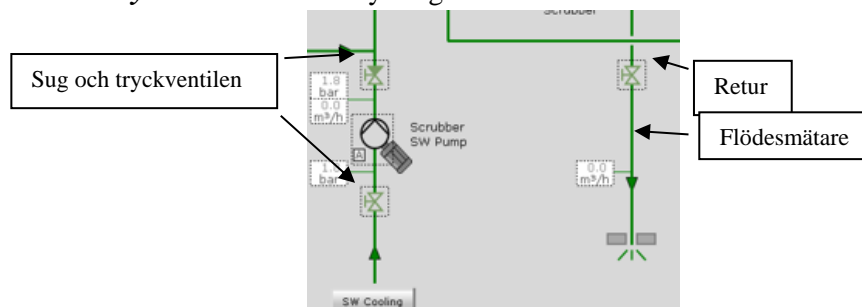 Scrubber
Sug och tryckventilen
1.8
bar
0.0
m³/h
Scrubber
SW Pump
A
bar
SW Cooling
Retur
Flödesmätare
0.0
m³/h